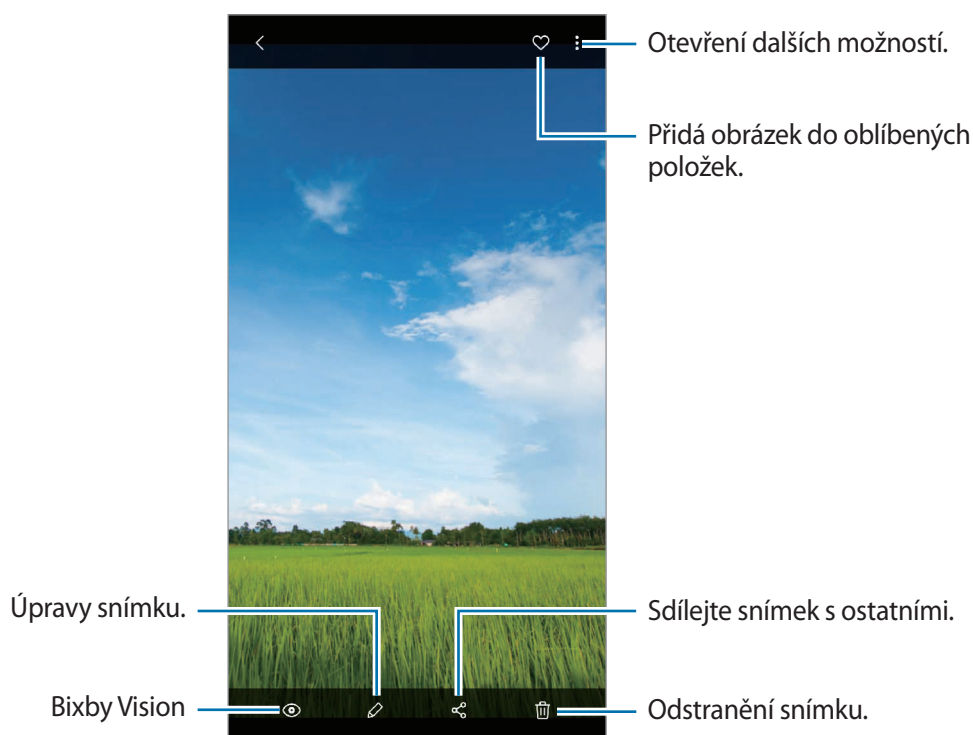 Otevření dalších možností.
Přidá obrázek do oblíbených
položek.
Úpravy snímku.
Sdílejte snímek s ostatními.
Bixby Vision
Odstranění snímku.